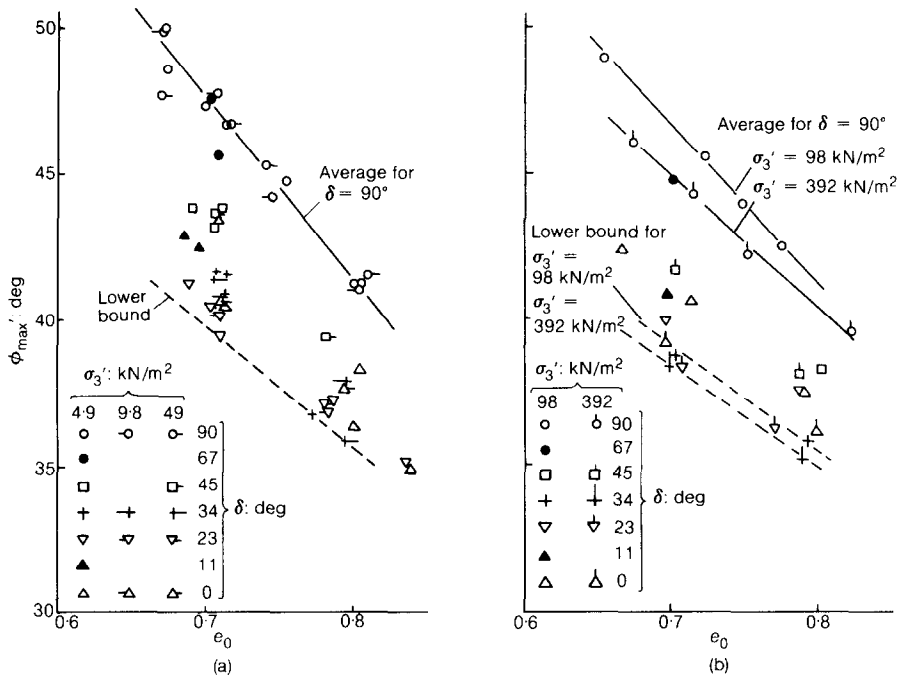 50
45
40
35
30
ϕmax′: deg
Average for
δ = 90°
Lower
bound
σ3′: kN/m²
4·9 9·8 49
90
67
45
34
23
11
0
δ: deg
0·6 0·7 0·8
e0
(a)
Average for δ = 90°
σ3′ = 98 kN/m²
σ3′ = 392 kN/m²
Lower bound for
σ3′ =
98 kN/m²
σ3′ =
392 kN/m²
σ3′: kN/m²
98 392
90
67
45
34
23
11
0
δ: deg
0·6 0·7 0·8
e0
(b)